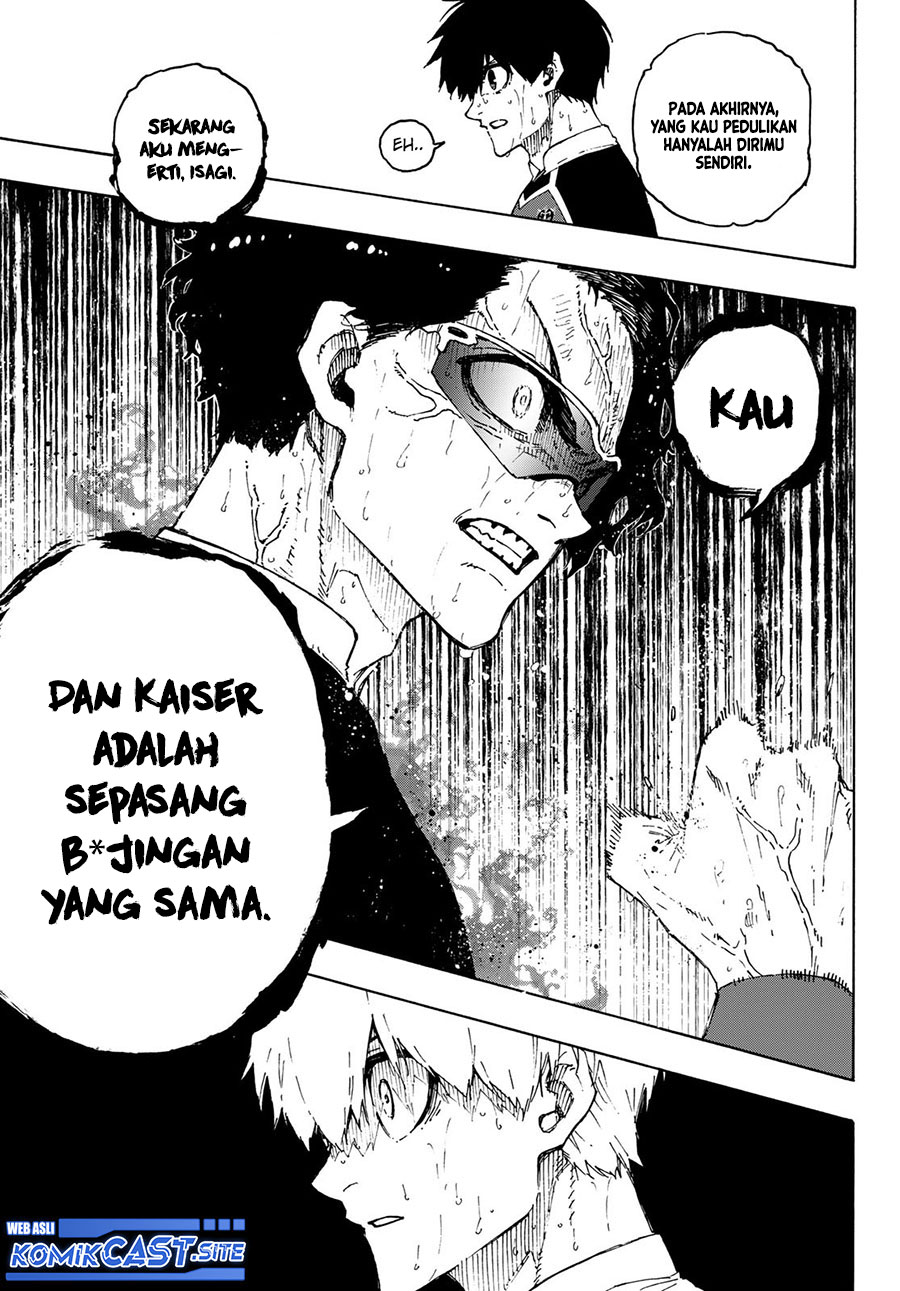 PADA AKHIRNYA,
YANG KAU PEDULIKAN
HANYALAH DIRIMU
SENDIRI.
EH..
SEKARANG
AKU MENG-
ERTI, ISAGI.
KAU
DAN KAISER
ADALAH
SEPASANG
B*JINGAN
YANG SAMA.
WEB ASLI
KOMIKCAST.SITE